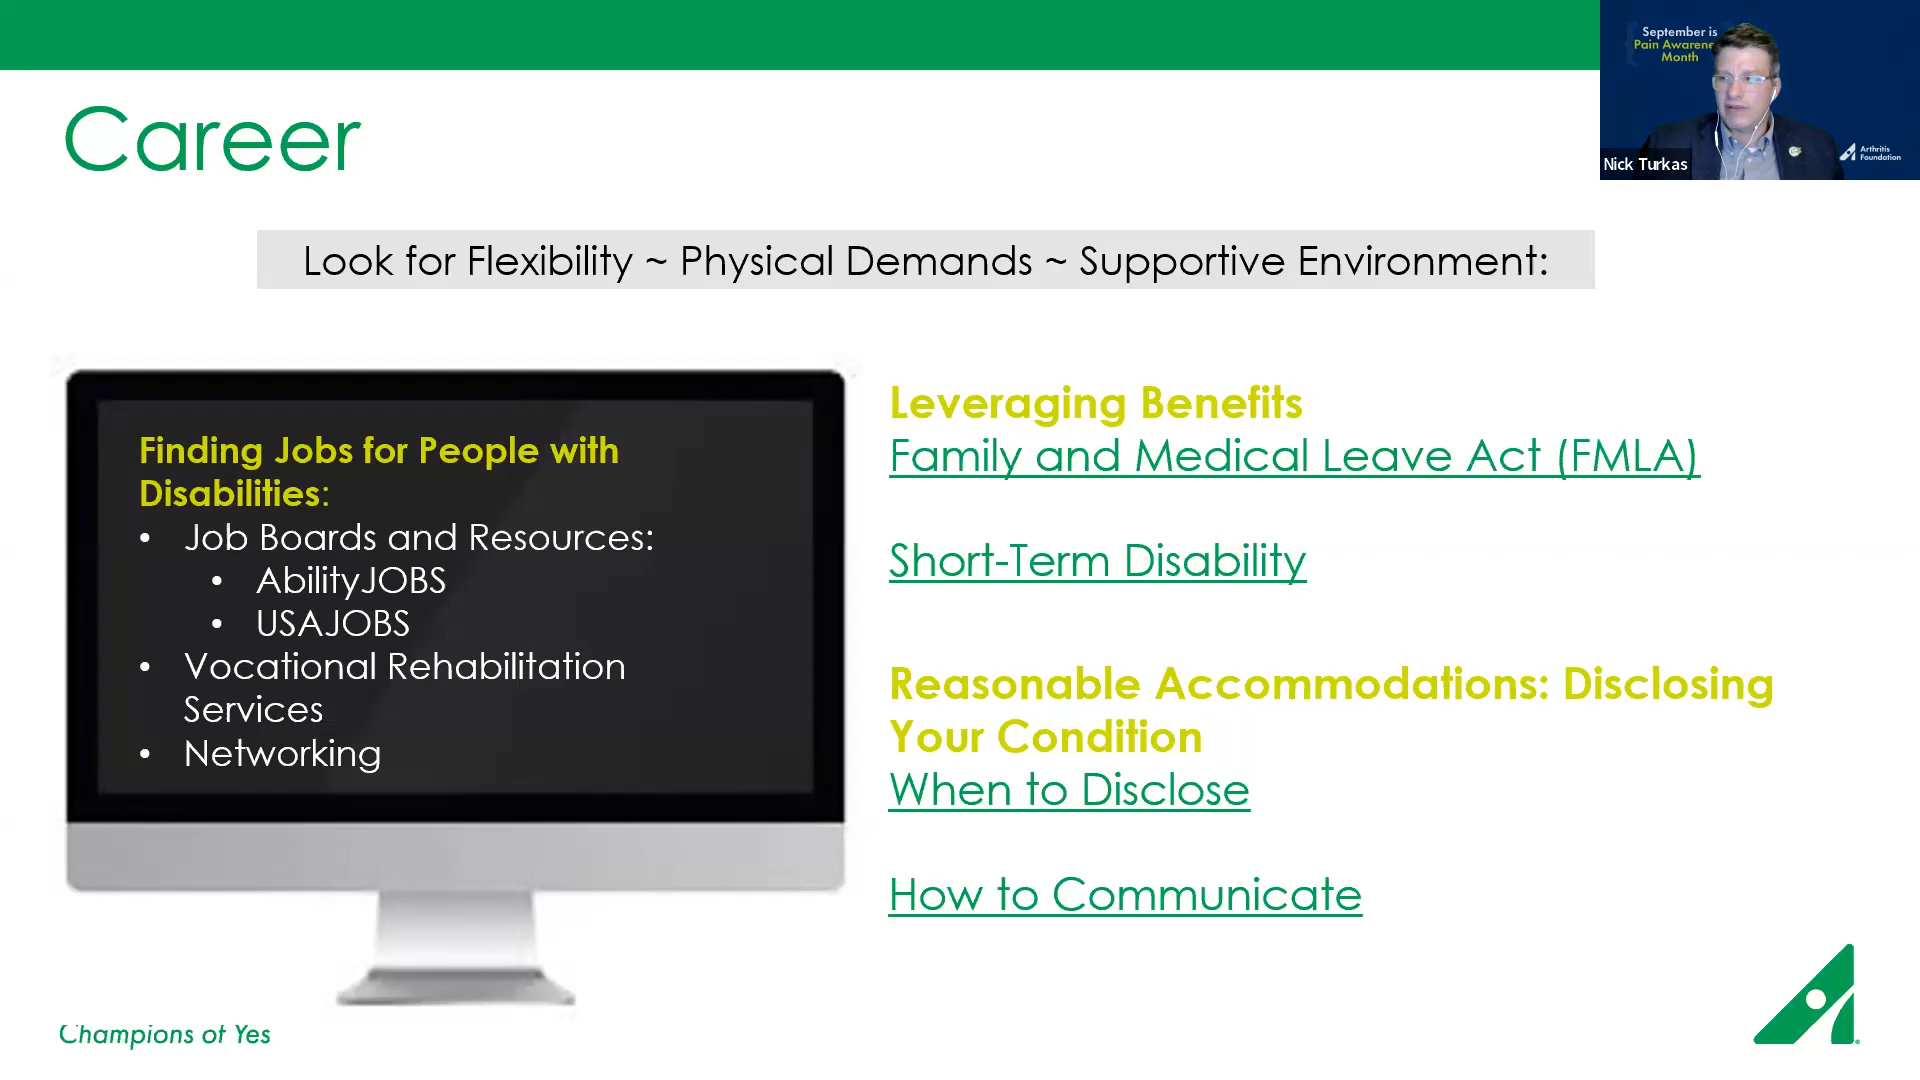 September is
Pain Awarene
Month
Nick Turkas
Arthritis
Foundation
Career
Look for Flexibility ~ Physical Demands ~ Supportive Environment:
Finding Jobs for People with
Disabilities:
• Job Boards and Resources:
• AbilityJOBS
• USAJOBS
• Vocational Rehabilitation
Services
• Networking
Leveraging Benefits
Family and Medical Leave Act (FMLA)
Short-Term Disability
Reasonable Accommodations: Disclosing
Your Condition
When to Disclose
How to Communicate
Champions of Yes